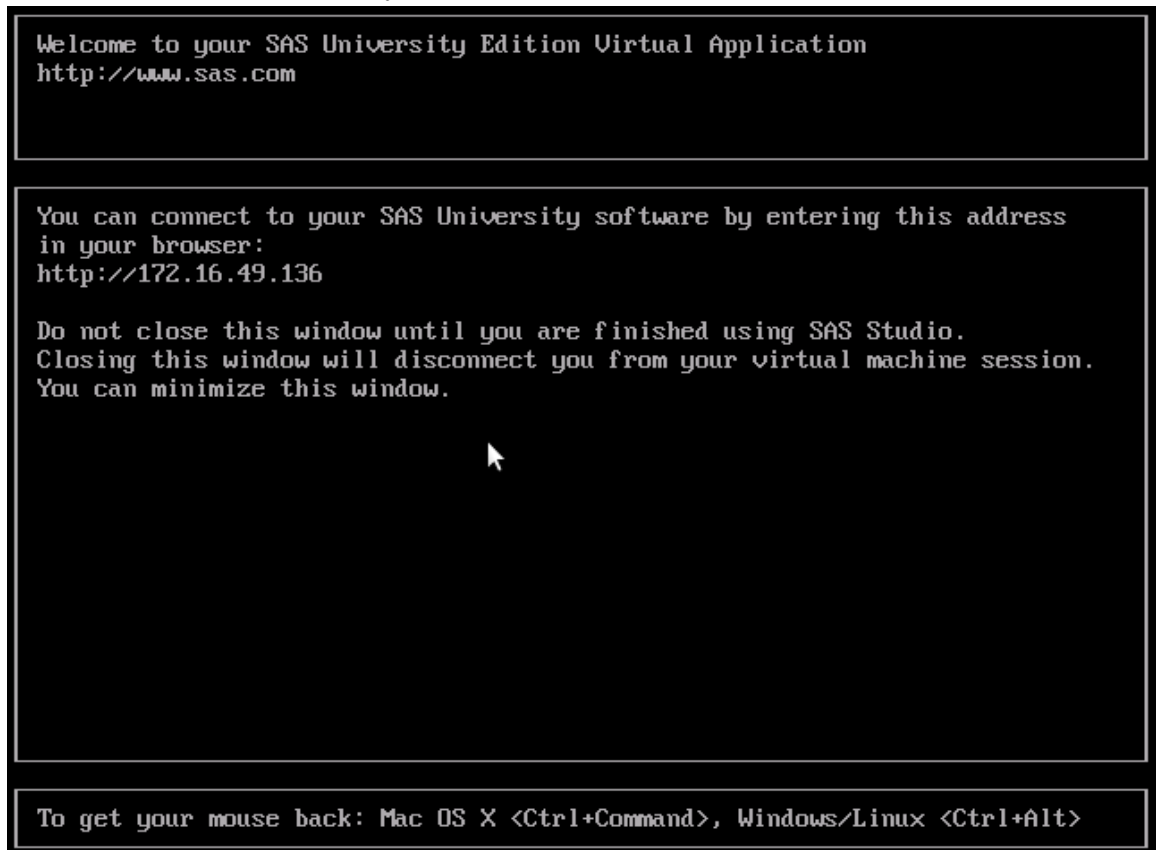 Welcome to your SAS University Edition Virtual Application
http://www.sas.com
You can connect to your SAS University software by entering this address
in your browser:
http://172.16.49.136
Do not close this window until you are finished using SAS Studio.
Closing this window will disconnect you from your virtual machine session.
You can minimize this window.
To get your mouse back: Mac OS X <Ctrl+Command>, Windows/Linux <Ctrl+Alt>